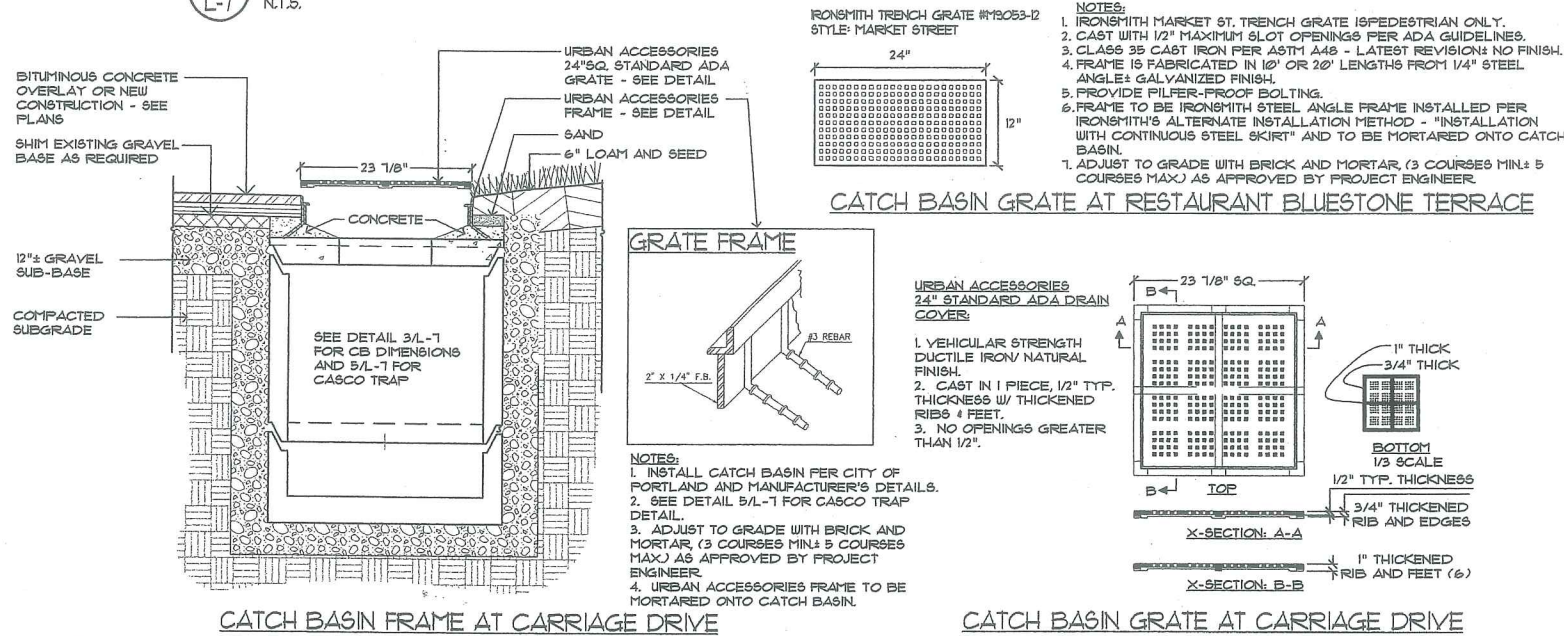 L-7
N.T.S.
BITUMINOUS CONCRETE
OVERLAY OR NEW
CONSTRUCTION - SEE
PLANS
SHIM EXISTING GRAVEL
BASE AS REQUIRED
12"± GRAVEL
SUB-BASE
COMPACTED
SUBGRADE
URBAN ACCESSORIES
24"SQ. STANDARD ADA
GRATE - SEE DETAIL
URBAN ACCESSORIES
FRAME - SEE DETAIL
SAND
6" LOAM AND SEED
23 7/8"
CONCRETE
SEE DETAIL 3/L-7
FOR CB DIMENSIONS
AND 5/L-7 FOR
CASCO TRAP
CATCH BASIN FRAME AT CARRIAGE DRIVE
GRATE FRAME
#3 REBAR
2" X 1/4" F.B.
NOTES:
1. INSTALL CATCH BASIN PER CITY OF
PORTLAND AND MANUFACTURER'S DETAILS.
2. SEE DETAIL 5/L-7 FOR CASCO TRAP
DETAIL.
3. ADJUST TO GRADE WITH BRICK AND
MORTAR, (3 COURSES MIN.± 5 COURSES
MAX.) AS APPROVED BY PROJECT
ENGINEER
4. URBAN ACCESSORIES FRAME TO BE
MORTARED ONTO CATCH BASIN.
IRONSMITH TRENCH GRATE #M9053-12
STYLE: MARKET STREET
24"
12"
NOTES:
1. IRONSMITH MARKET ST. TRENCH GRATE ISPEDESTRIAN ONLY.
2. CAST WITH 1/2" MAXIMUM SLOT OPENINGS PER ADA GUIDELINES.
3. CLASS 35 CAST IRON PER ASTM A48 - LATEST REVISION± NO FINISH.
4. FRAME IS FABRICATED IN 10' OR 20' LENGTHS FROM 1/4" STEEL
ANGLE± GALVANIZED FINISH.
5. PROVIDE PILFER-PROOF BOLTING.
6. FRAME TO BE IRONSMITH STEEL ANGLE FRAME INSTALLED PER
IRONSMITH'S ALTERNATE INSTALLATION METHOD - "INSTALLATION
WITH CONTINUOUS STEEL SKIRT" AND TO BE MORTARED ONTO CATCH
BASIN.
7. ADJUST TO GRADE WITH BRICK AND MORTAR, (3 COURSES MIN.± 5
COURSES MAX.) AS APPROVED BY PROJECT ENGINEER
CATCH BASIN GRATE AT RESTAURANT BLUESTONE TERRACE
URBAN ACCESSORIES
24" STANDARD ADA DRAIN
COVER:
1. VEHICULAR STRENGTH
DUCTILE IRON/ NATURAL
FINISH.
2. CAST IN 1 PIECE, 1/2" TYP.
THICKNESS W/ THICKENED
RIBS & FEET.
3. NO OPENINGS GREATER
THAN 1/2".
23 7/8" SQ.
B
A
A
B
TOP
1" THICK
3/4" THICK
BOTTOM
1/3 SCALE
1/2" TYP. THICKNESS
3/4" THICKENED
RIB AND EDGES
X-SECTION: A-A
1" THICKENED
RIB AND FEET (6)
X-SECTION: B-B
CATCH BASIN GRATE AT CARRIAGE DRIVE